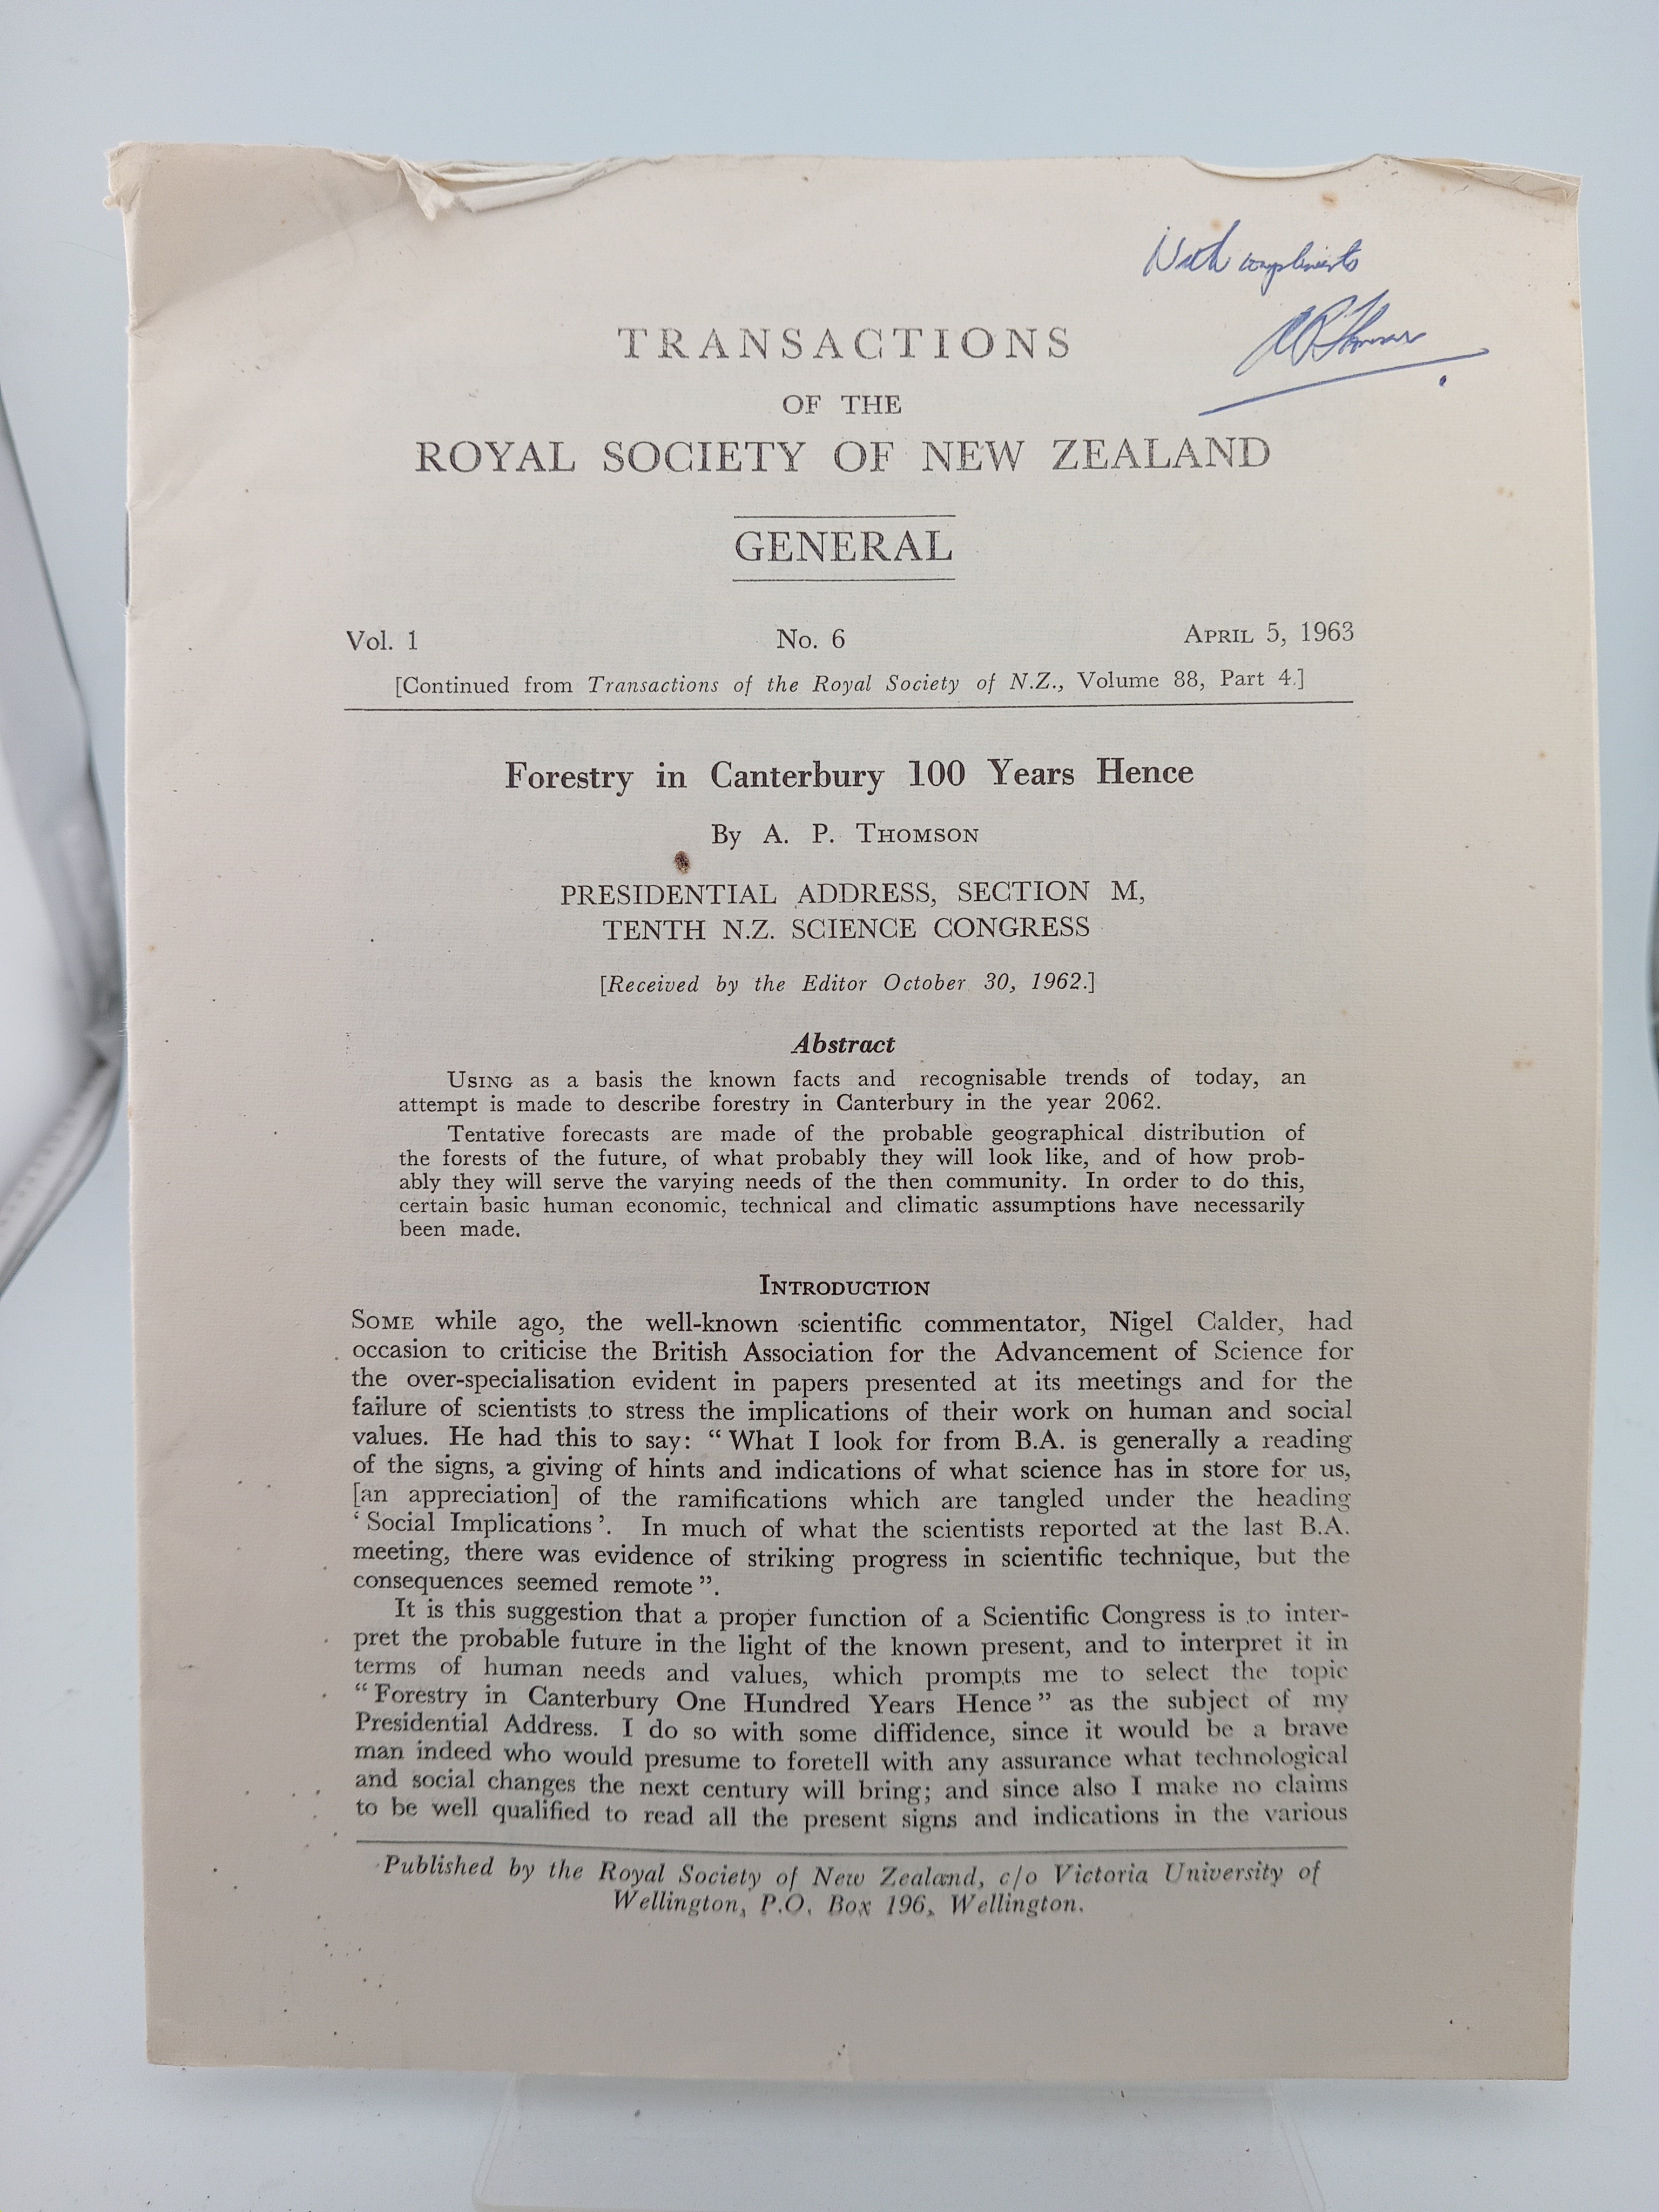 With compliments
APThomson
TRANSACTIONS
OF THE
ROYAL SOCIETY OF NEW ZEALAND
GENERAL
Vol. 1 No. 6 APRIL 5, 1963
[Continued from Transactions of the Royal Society of N.Z., Volume 88, Part 4.]
Forestry in Canterbury 100 Years Hence
By A. P. THOMSON
PRESIDENTIAL ADDRESS, SECTION M,
TENTH N.Z. SCIENCE CONGRESS
[Received by the Editor October 30, 1962.]
Abstract
USING as a basis the known facts and recognisable trends of today, an
attempt is made to describe forestry in Canterbury in the year 2062.
Tentative forecasts are made of the probable geographical distribution of
the forests of the future, of what probably they will look like, and of how prob-
ably they will serve the varying needs of the then community. In order to do this,
certain basic human economic, technical and climatic assumptions have necessarily
been made.
INTRODUCTION
SOME while ago, the well-known scientific commentator, Nigel Calder, had
occasion to criticise the British Association for the Advancement of Science for
the over-specialisation evident in papers presented at its meetings and for the
failure of scientists to stress the implications of their work on human and social
values. He had this to say: “What I look for from B.A. is generally a reading
of the signs, a giving of hints and indications of what science has in store for us,
[an appreciation] of the ramifications which are tangled under the heading
‘Social Implications’. In much of what the scientists reported at the last B.A.
meeting, there was evidence of striking progress in scientific technique, but the
consequences seemed remote”.
It is this suggestion that a proper function of a Scientific Congress is to inter-
pret the probable future in the light of the known present, and to interpret it in
terms of human needs and values, which prompts me to select the topic
“Forestry in Canterbury One Hundred Years Hence” as the subject of my
Presidential Address. I do so with some diffidence, since it would be a brave
man indeed who would presume to foretell with any assurance what technological
and social changes the next century will bring; and since also I make no claims
to be well qualified to read all the present signs and indications in the various
Published by the Royal Society of New Zealand, c/o Victoria University of
Wellington, P.O. Box 196, Wellington.